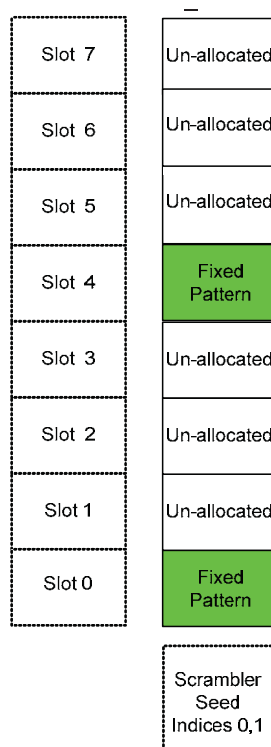 Slot 7 Un-allocated
Slot 6 Un-allocated
Slot 5 Un-allocated
Slot 4 Fixed
Pattern
Slot 3 Un-allocated
Slot 2 Un-allocated
Slot 1 Un-allocated
Slot 0 Fixed
Pattern
Scrambler
Seed
Indices 0,1